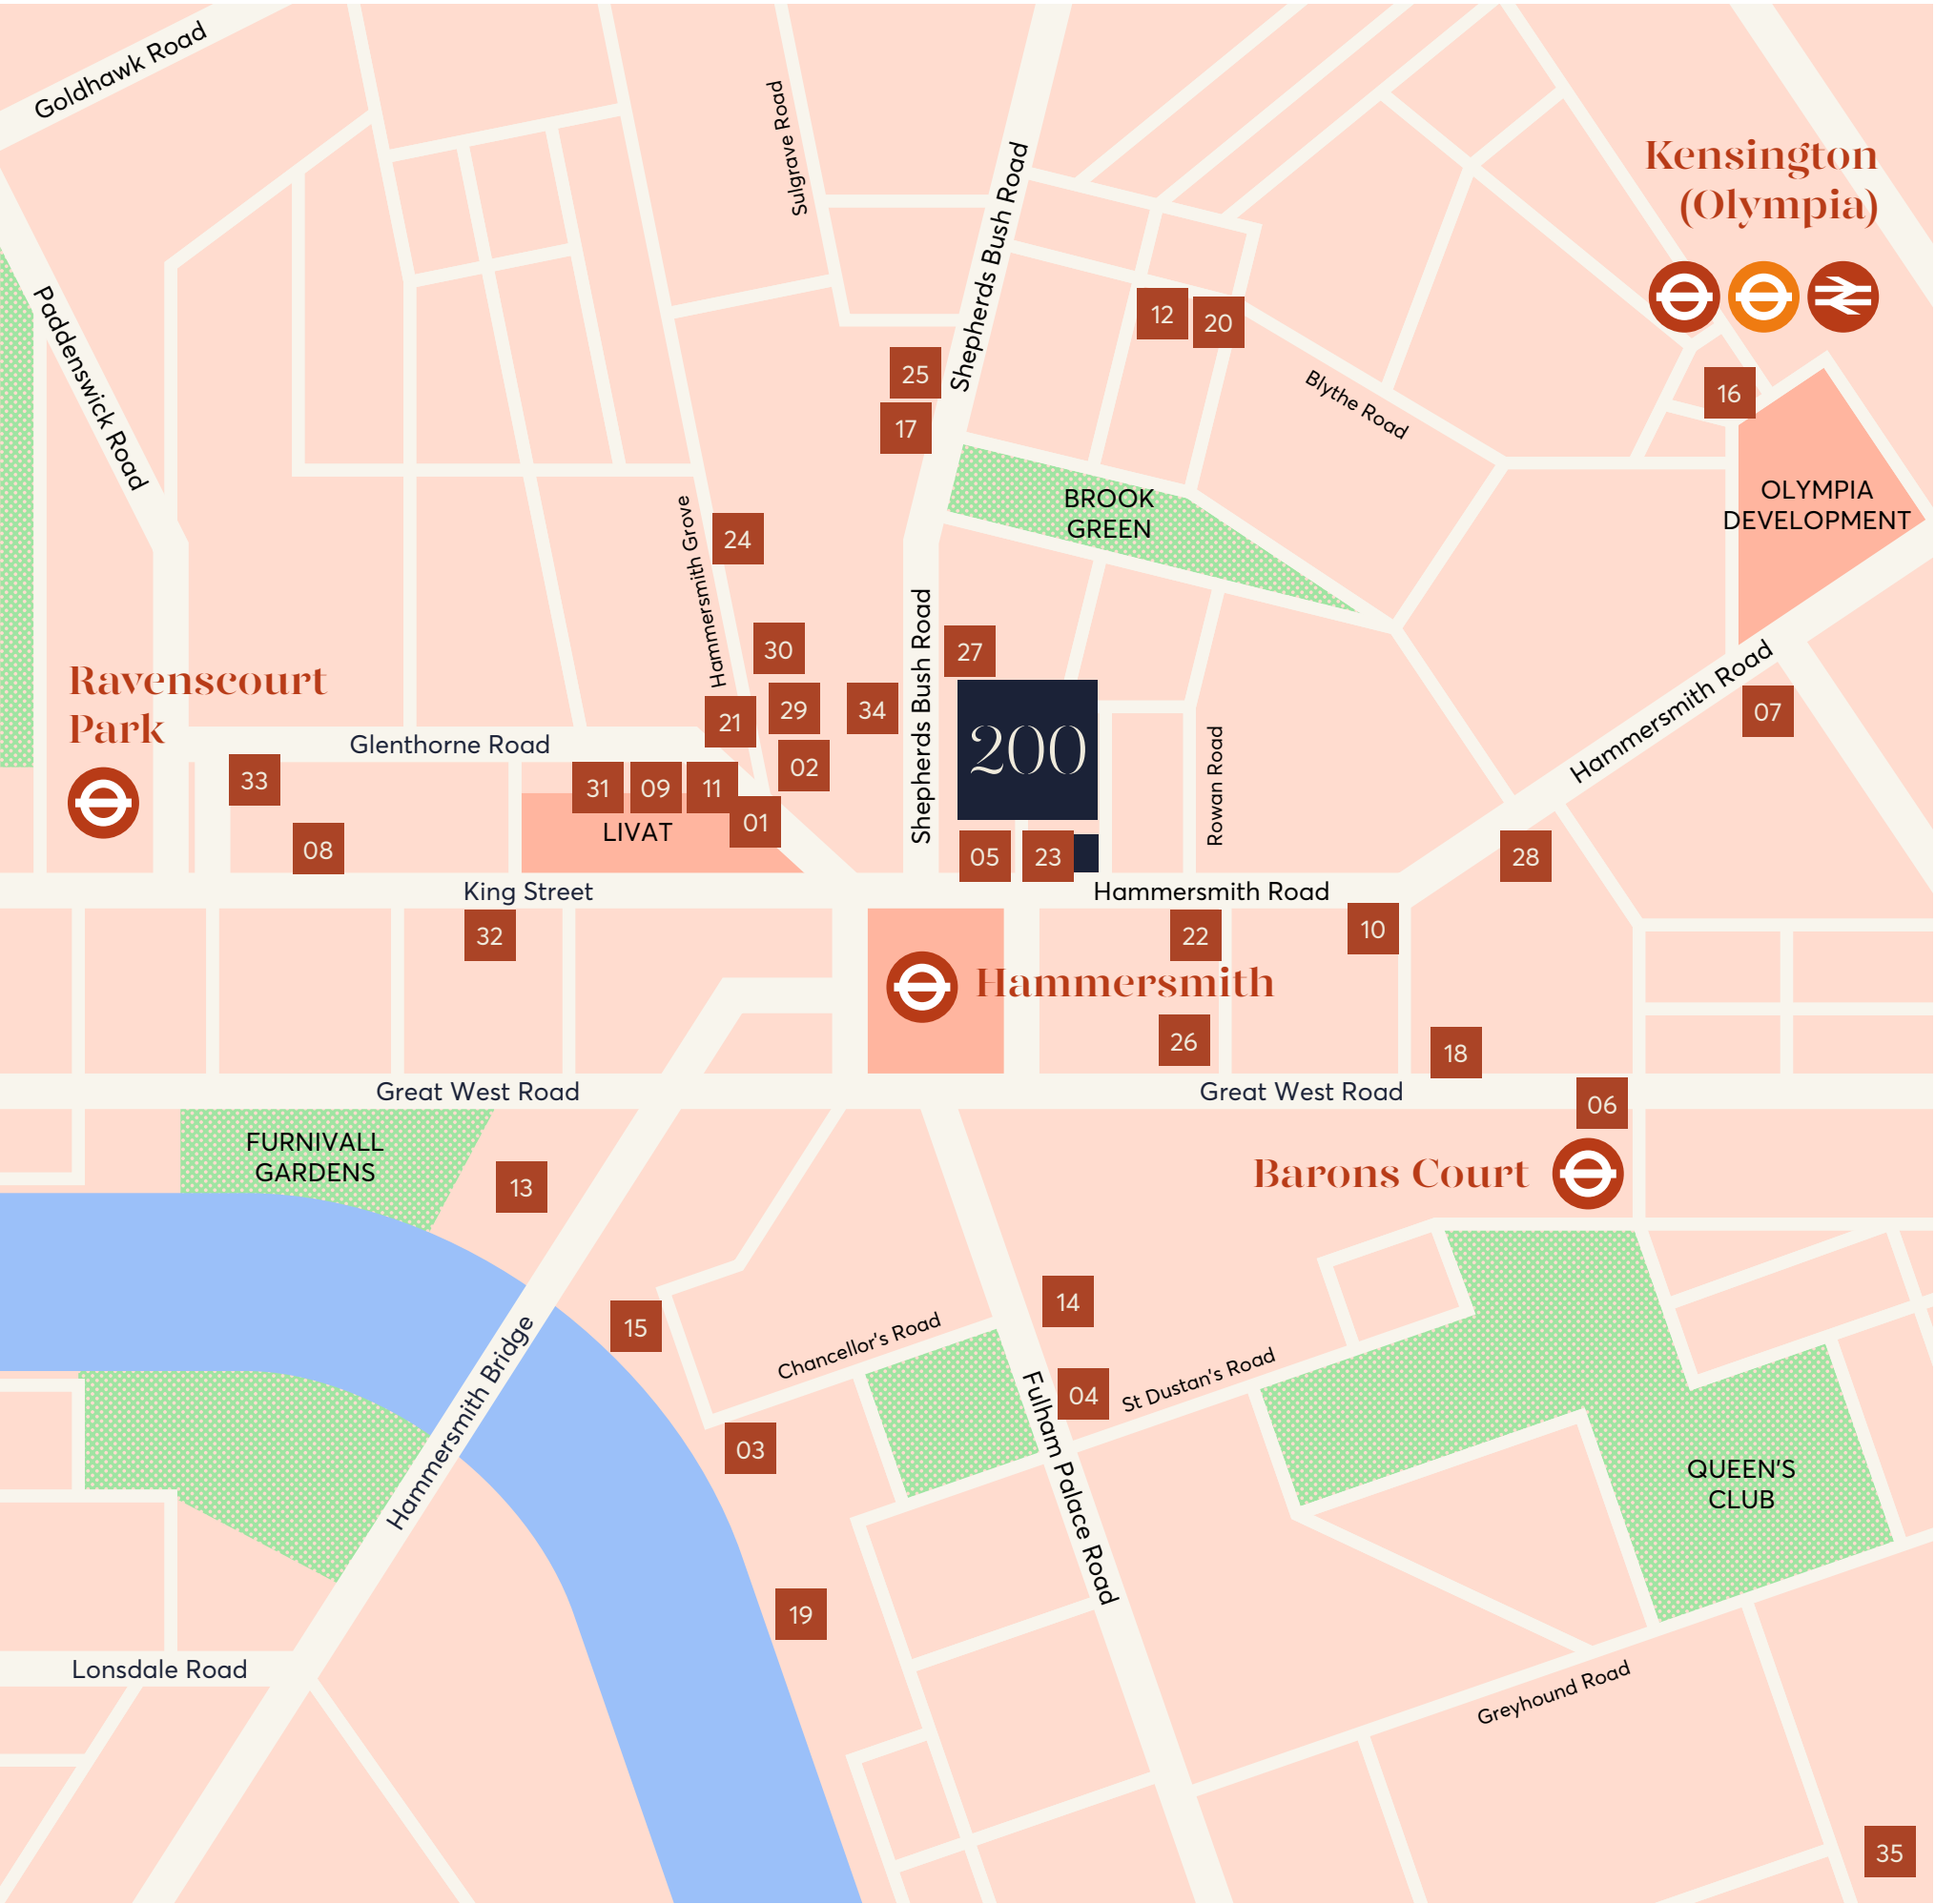 Goldhawk Road
Sulgrave Road
Shepherds Bush Road
Kensington
(Olympia)
Paddenswick Road
12
20
25
17
Blythe Road
16
BROOK
GREEN
OLYMPIA
DEVELOPMENT
Hammersmith Grove
24
30
27
Shepherds Bush Road
Ravenscourt
Park
21
29
34
200
Rowan Road
Hammersmith Road
07
Glenthorne Road
02
33
31
09
11
01
LIVAT
08
05
23
28
King Street
Hammersmith Road
32
22
10
Hammersmith
26
18
Great West Road
Great West Road
06
FURNIVALL
GARDENS
13
Barons Court
15
14
Chancellor's Road
Hammersmith Bridge
04
St Dustan's Road
Fulham Palace Road
03
QUEEN'S
CLUB
19
Lonsdale Road
Greyhound Road
35